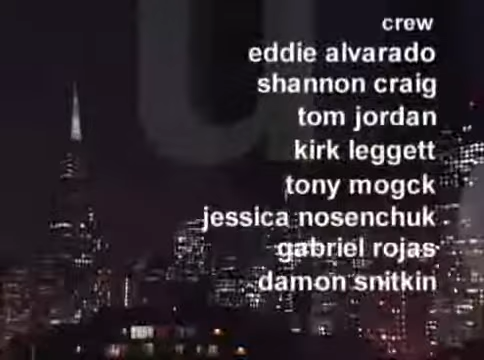 crew
eddie alvarado
shannon craig
tom jordan
kirk leggett
tony mogck
jessica nosenchuk
gabriel rojas
damon snitkin